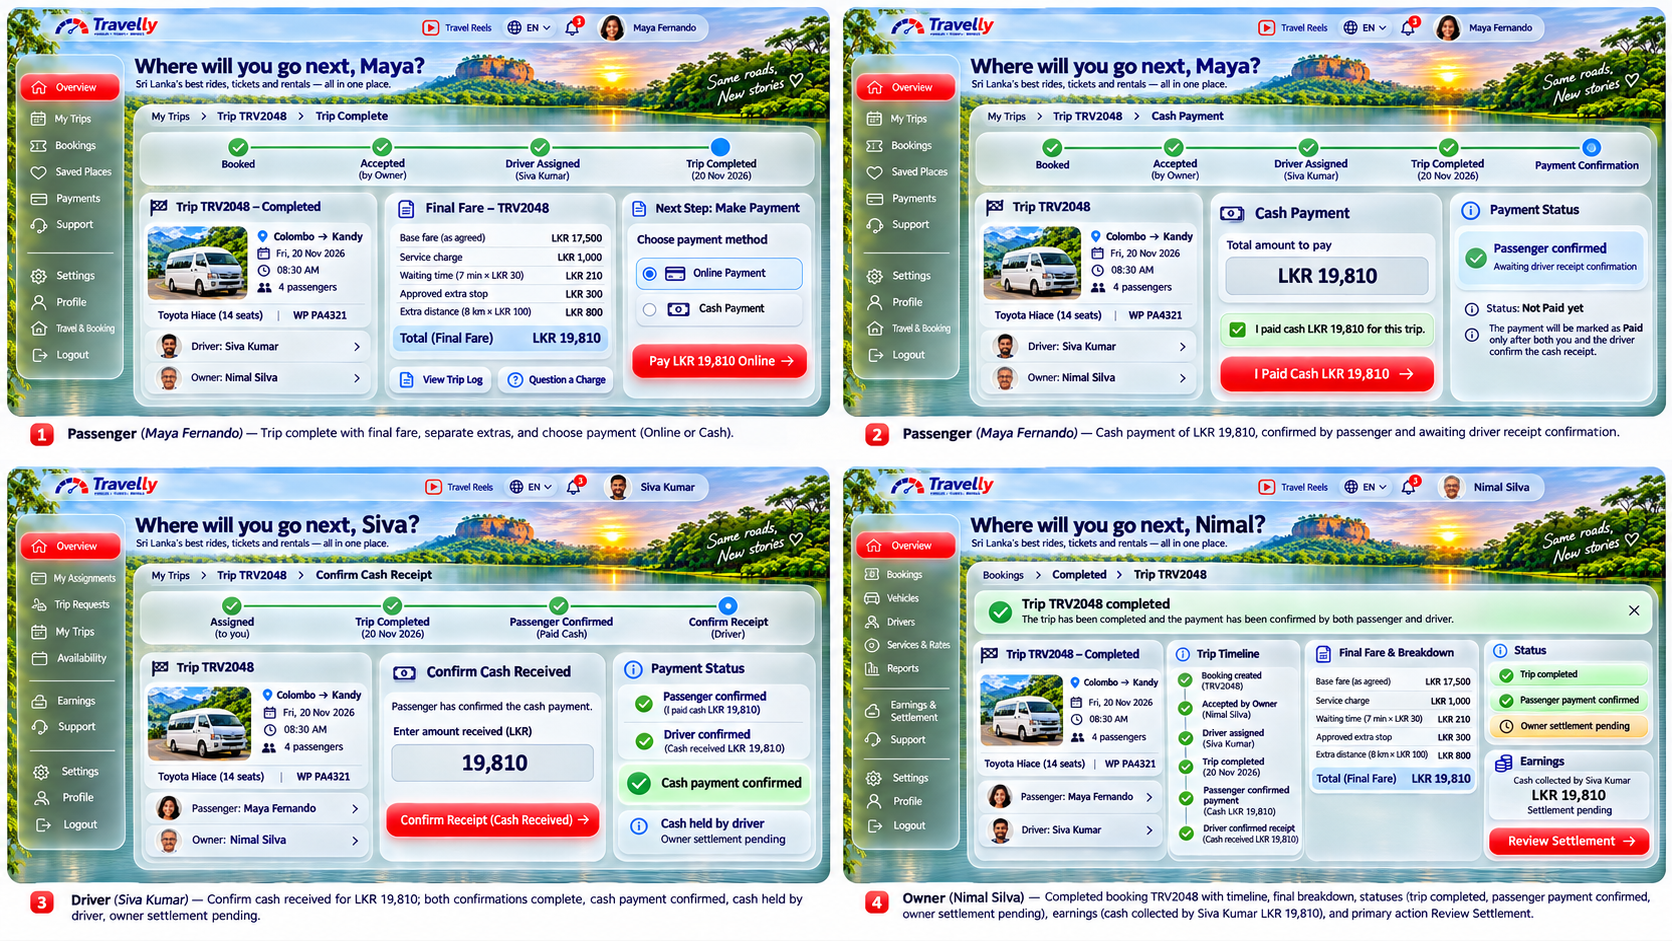 Travelly
Travel Reels
EN
3
Maya Fernando
Where will you go next, Maya?
Sri Lanka's best rides, tickets and rentals — all in one place.
Same roads,
New stories
Overview
My Trips
Bookings
Saved Places
Payments
Support
Settings
Profile
Travel & Booking
Logout
My Trips > Trip TRV2048 > Trip Complete
Booked
Accepted
(by Owner)
Driver Assigned
(Siva Kumar)
Trip Completed
(20 Nov 2026)
Trip TRV2048 – Completed
Colombo → Kandy
Fri, 20 Nov 2026
08:30 AM
4 passengers
Toyota Hiace (14 seats) | WP PA4321
Driver: Siva Kumar
Owner: Nimal Silva
Final Fare – TRV2048
Base fare (as agreed) LKR 17,500
Service charge LKR 1,000
Waiting time (7 min × LKR 30) LKR 210
Approved extra stop LKR 300
Extra distance (8 km × LKR 100) LKR 800
Total (Final Fare) LKR 19,810
View Trip Log
Question a Charge
Next Step: Make Payment
Choose payment method
Online Payment
Cash Payment
Pay LKR 19,810 Online →
1 Passenger (Maya Fernando) — Trip complete with final fare, separate extras, and choose payment (Online or Cash).
Travelly
Travel Reels
EN
3
Maya Fernando
Where will you go next, Maya?
Sri Lanka's best rides, tickets and rentals — all in one place.
Same roads,
New stories
Overview
My Trips
Bookings
Saved Places
Payments
Support
Settings
Profile
Travel & Booking
Logout
My Trips > Trip TRV2048 > Cash Payment
Booked
Accepted
(by Owner)
Driver Assigned
(Siva Kumar)
Trip Completed
(20 Nov 2026)
Payment Confirmation
Trip TRV2048
Colombo → Kandy
Fri, 20 Nov 2026
08:30 AM
4 passengers
Toyota Hiace (14 seats) | WP PA4321
Driver: Siva Kumar
Owner: Nimal Silva
Cash Payment
Total amount to pay
LKR 19,810
I paid cash LKR 19,810 for this trip.
I Paid Cash LKR 19,810 →
Payment Status
Passenger confirmed
Awaiting driver receipt confirmation
Status: Not Paid yet
The payment will be marked as Paid
only after both you and the driver
confirm the cash receipt.
2 Passenger (Maya Fernando) — Cash payment of LKR 19,810, confirmed by passenger and awaiting driver receipt confirmation.
Travelly
Travel Reels
EN
3
Siva Kumar
Where will you go next, Siva?
Sri Lanka's best rides, tickets and rentals — all in one place.
Same roads,
New stories
Overview
My Assignments
Trip Requests
My Trips
Availability
Earnings
Support
Settings
Profile
Logout
My Trips > Trip TRV2048 > Confirm Cash Receipt
Assigned
(to you)
Trip Completed
(20 Nov 2026)
Passenger Confirmed
(Paid Cash)
Confirm Receipt
(Driver)
Trip TRV2048
Colombo → Kandy
Fri, 20 Nov 2026
08:30 AM
4 passengers
Toyota Hiace (14 seats) | WP PA4321
Passenger: Maya Fernando
Owner: Nimal Silva
Confirm Cash Received
Passenger has confirmed the cash payment.
Enter amount received (LKR)
19,810
Confirm Receipt (Cash Received) →
Payment Status
Passenger confirmed
(I paid cash LKR 19,810)
Driver confirmed
(Cash received LKR 19,810)
Cash payment confirmed
Cash held by driver
Owner settlement pending
3 Driver (Siva Kumar) — Confirm cash received for LKR 19,810; both confirmations complete, cash payment confirmed, cash held by
driver, owner settlement pending.
Travelly
Travel Reels
EN
3
Nimal Silva
Where will you go next, Nimal?
Sri Lanka's best rides, tickets and rentals — all in one place.
Same roads,
New stories
Overview
Bookings
Vehicles
Drivers
Services & Rates
Reports
Earnings &
Settlement
Support
Settings
Profile
Logout
Bookings > Completed > Trip TRV2048
Trip TRV2048 completed
The trip has been completed and the payment has been confirmed by both passenger and driver.
Trip TRV2048 – Completed
Colombo → Kandy
Fri, 20 Nov 2026
08:30 AM
4 passengers
Toyota Hiace (14 seats) | WP PA4321
Passenger: Maya Fernando
Driver: Siva Kumar
Trip Timeline
Booking created
(TRV2048)
Accepted by Owner
(Nimal Silva)
Driver assigned
(Siva Kumar)
Trip completed
(20 Nov 2026)
Passenger confirmed
payment
(Cash LKR 19,810)
Driver confirmed receipt
(Cash received LKR 19,810)
Final Fare & Breakdown
Base fare (as agreed) LKR 17,500
Service charge LKR 1,000
Waiting time (7 min × LKR 30) LKR 210
Approved extra stop LKR 300
Extra distance (8 km × LKR 100) LKR 800
Total (Final Fare) LKR 19,810
Status
Trip completed
Passenger payment confirmed
Owner settlement pending
Earnings
Cash collected by Siva Kumar
LKR 19,810
Settlement pending
Review Settlement →
4 Owner (Nimal Silva) — Completed booking TRV2048 with timeline, final breakdown, statuses (trip completed, passenger payment confirmed,
owner settlement pending), earnings (cash collected by Siva Kumar LKR 19,810), and primary action Review Settlement.